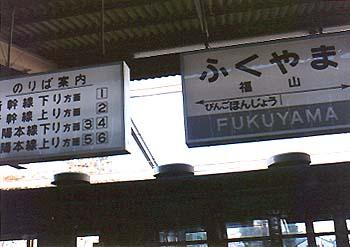 のりば案内
幹線下り方面 1
幹線上り方面 2
陽本線下り方面 3 4
陽本線上り方面 5 6
ふくやま
福山
びんごほんじょう
FUKUYAMA